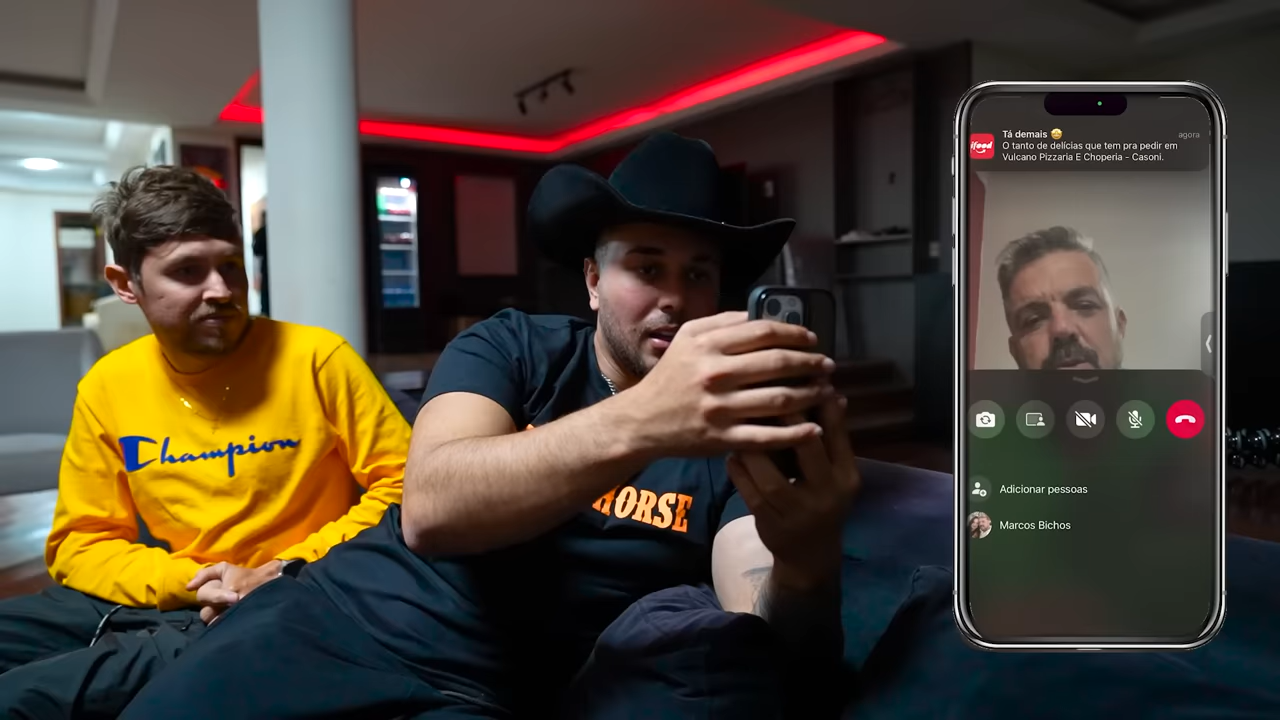 Champion
HORSE
ifood
Tá demais 🤩
agora
O tanto de delícias que tem pra pedir em
Vulcano Pizzaria E Choperia - Casoni.
Adicionar pessoas
Marcos Bichos